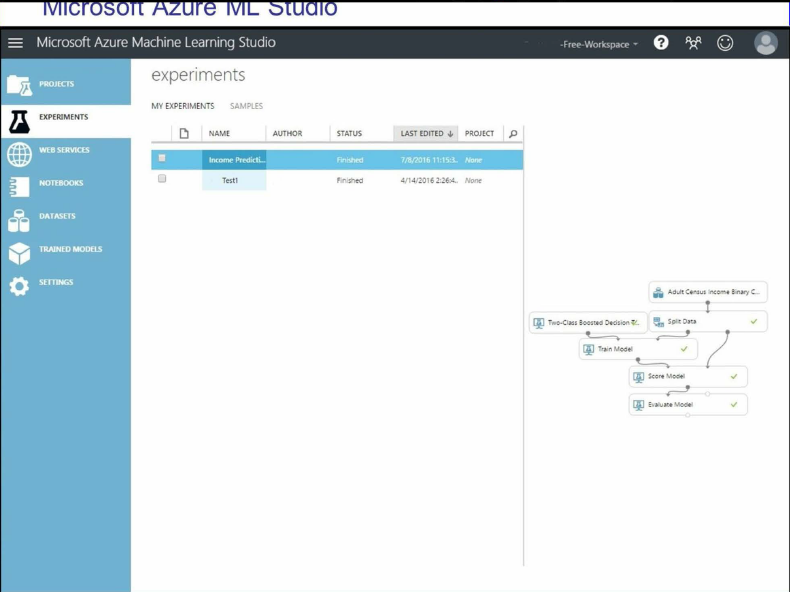 Microsoft Azure ML Studio
Microsoft Azure Machine Learning Studio
-Free-Workspace
?
PROJECTS
EXPERIMENTS
WEB SERVICES
NOTEBOOKS
DATASETS
TRAINED MODELS
SETTINGS
experiments
MY EXPERIMENTS SAMPLES
NAME AUTHOR STATUS LAST EDITED ↓ PROJECT
Income Predicti... Finished 7/8/2016 11:15:3.. None
Test1 Finished 4/14/2016 2:26:4.. None
Adult Census Income Binary C...
Two-Class Boosted Decision
Split Data
Train Model
Score Model
Evaluate Model